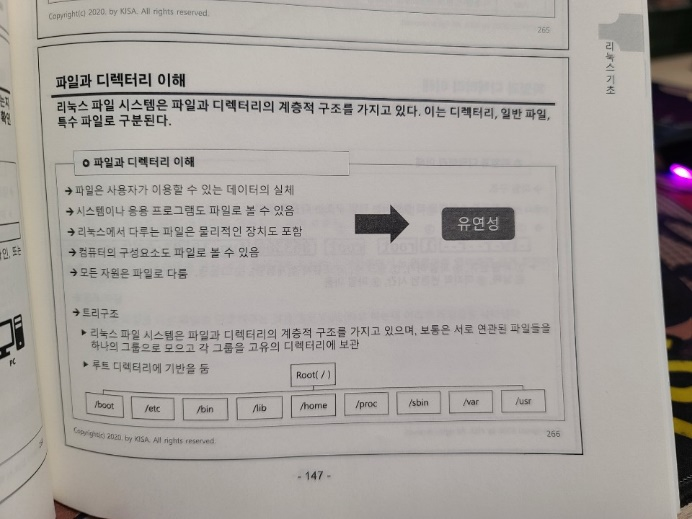 Copyright(c) 2020, by KISA. All rights reserved.
265
리눅스 기초
파일과 디렉터리 이해
리눅스 파일 시스템은 파일과 디렉터리의 계층적 구조를 가지고 있다. 이는 디렉터리, 일반 파일,
특수 파일로 구분된다.
파일과 디렉터리 이해
➔ 파일은 사용자가 이용할 수 있는 데이터의 실체
➔ 시스템이나 응용 프로그램도 파일로 볼 수 있음
➔ 리눅스에서 다루는 파일은 물리적인 장치도 포함
➔ 컴퓨터의 구성요소도 파일로 볼 수 있음
➔ 모든 자원은 파일로 다룸
유연성
➔ 트리구조
▶ 리눅스 파일 시스템은 파일과 디렉터리의 계층적 구조를 가지고 있으며, 보통은 서로 연관된 파일들을
하나의 그룹으로 모으고 각 그룹을 고유의 디렉터리에 보관
▶ 루트 디렉터리에 기반을 둠
Root( / )
/boot /etc /bin /lib /home /proc /sbin /var /usr
Copyright(c) 2020, by KISA. All rights reserved.
266
- 147 -
확인
PC